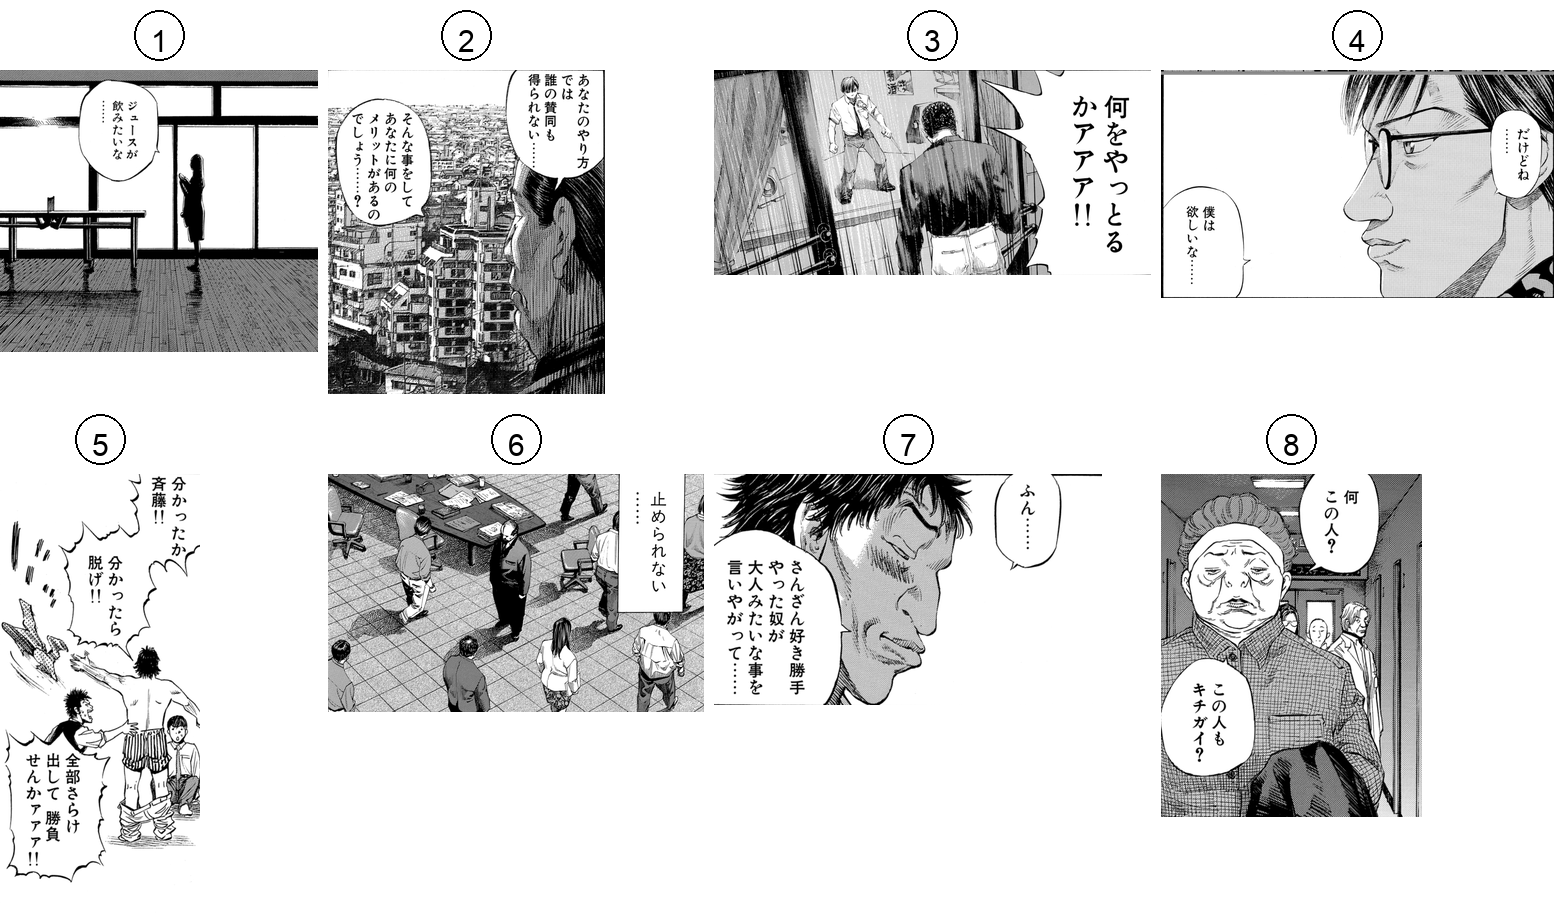 1
ジュースが
飲みたいな
……
2
あなたのやり方
では
誰の賛同も
得られない……
そんな事をして
あなたに何の
メリットがあるの
でしょう……?
3
何をやっとる
かアアア!!
4
だけどね
……
僕は
欲しいな……
5
分かったか
斉藤!!
分かったら
脱げ!!
全部さらけ
出して 勝負
せんかァァァ!!
6
止められない
……
7
ふん……
さんざん好き勝手
やった奴が
大人みたいな事を
言いやがって……
8
何
この人?
この人も
キチガイ?